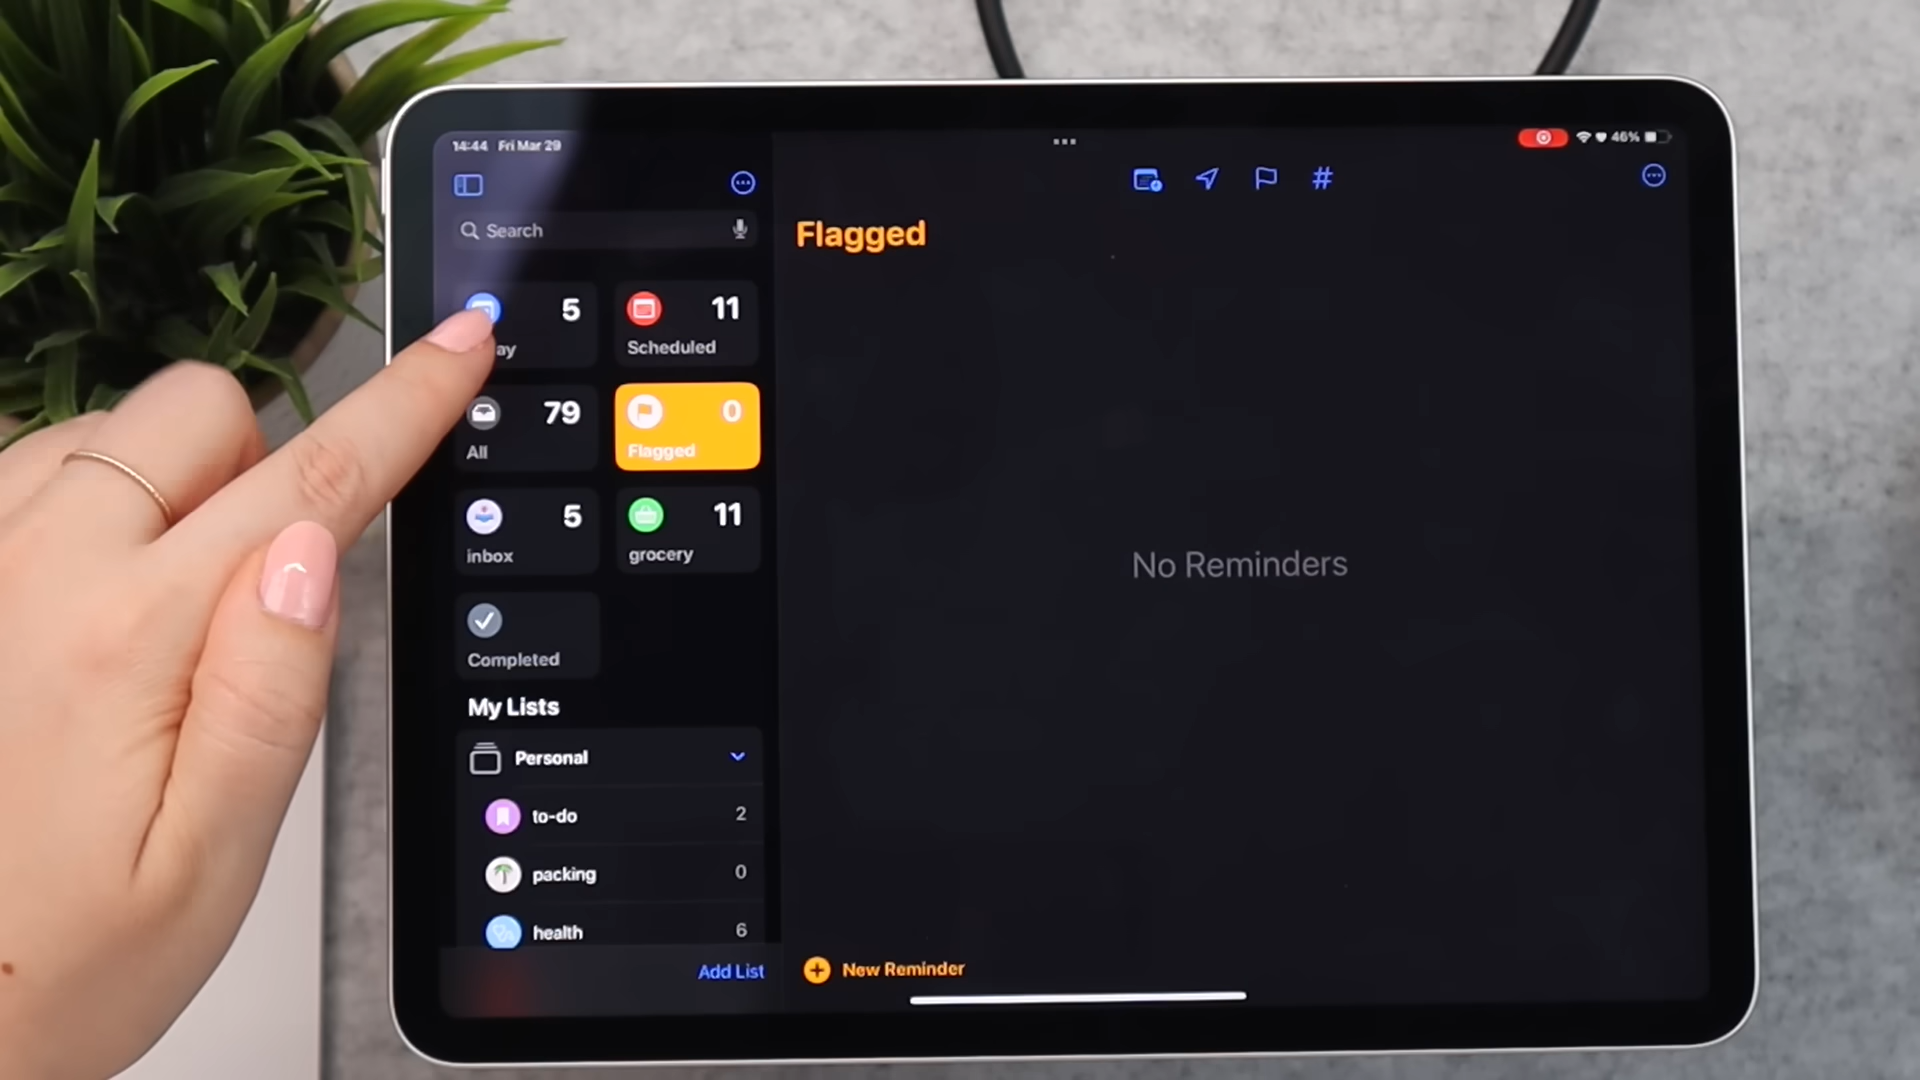 14:44 Fri Mar 29
46%
Search
5
ay
11
Scheduled
79
All
0
Flagged
5
inbox
11
grocery
Completed
My Lists
Personal
to-do 2
packing 0
health 6
Add List
Flagged
#
No Reminders
New Reminder